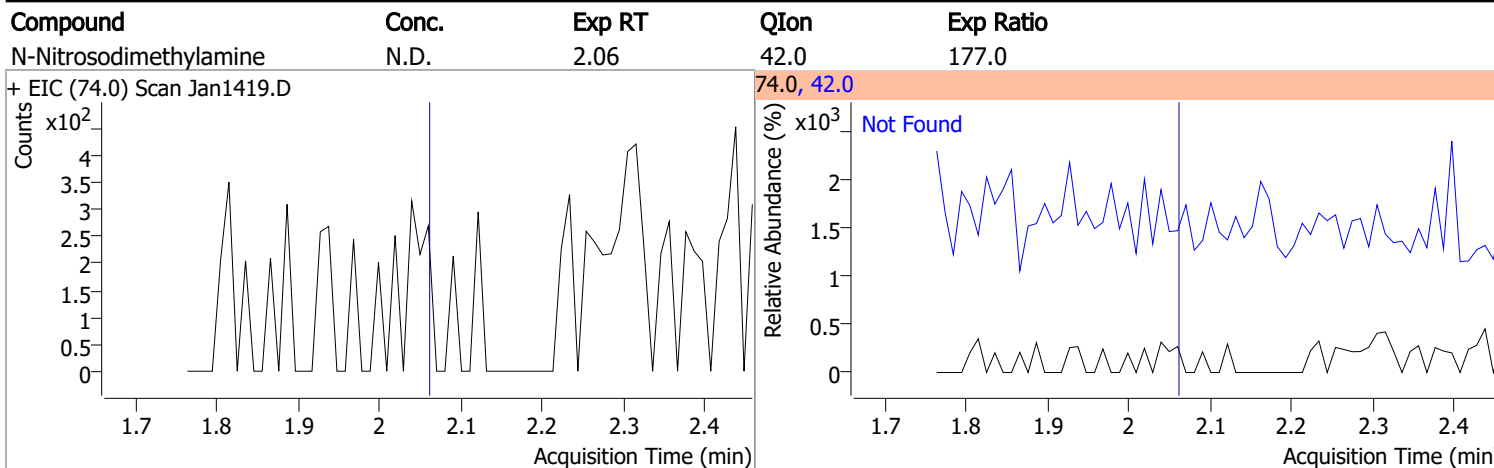 Compound Conc. Exp RT QIon Exp Ratio
N-Nitrosodimethylamine N.D. 2.06 42.0 177.0
+ EIC (74.0) Scan Jan1419.D
Counts
x10²
4
3.5
3
2.5
2
1.5
1
0.5
0
1.7 1.8 1.9 2 2.1 2.2 2.3 2.4
Acquisition Time (min)
74.0, 42.0
Relative Abundance (%)
x10³
Not Found
2
1.5
1
0.5
0
1.7 1.8 1.9 2 2.1 2.2 2.3 2.4
Acquisition Time (min